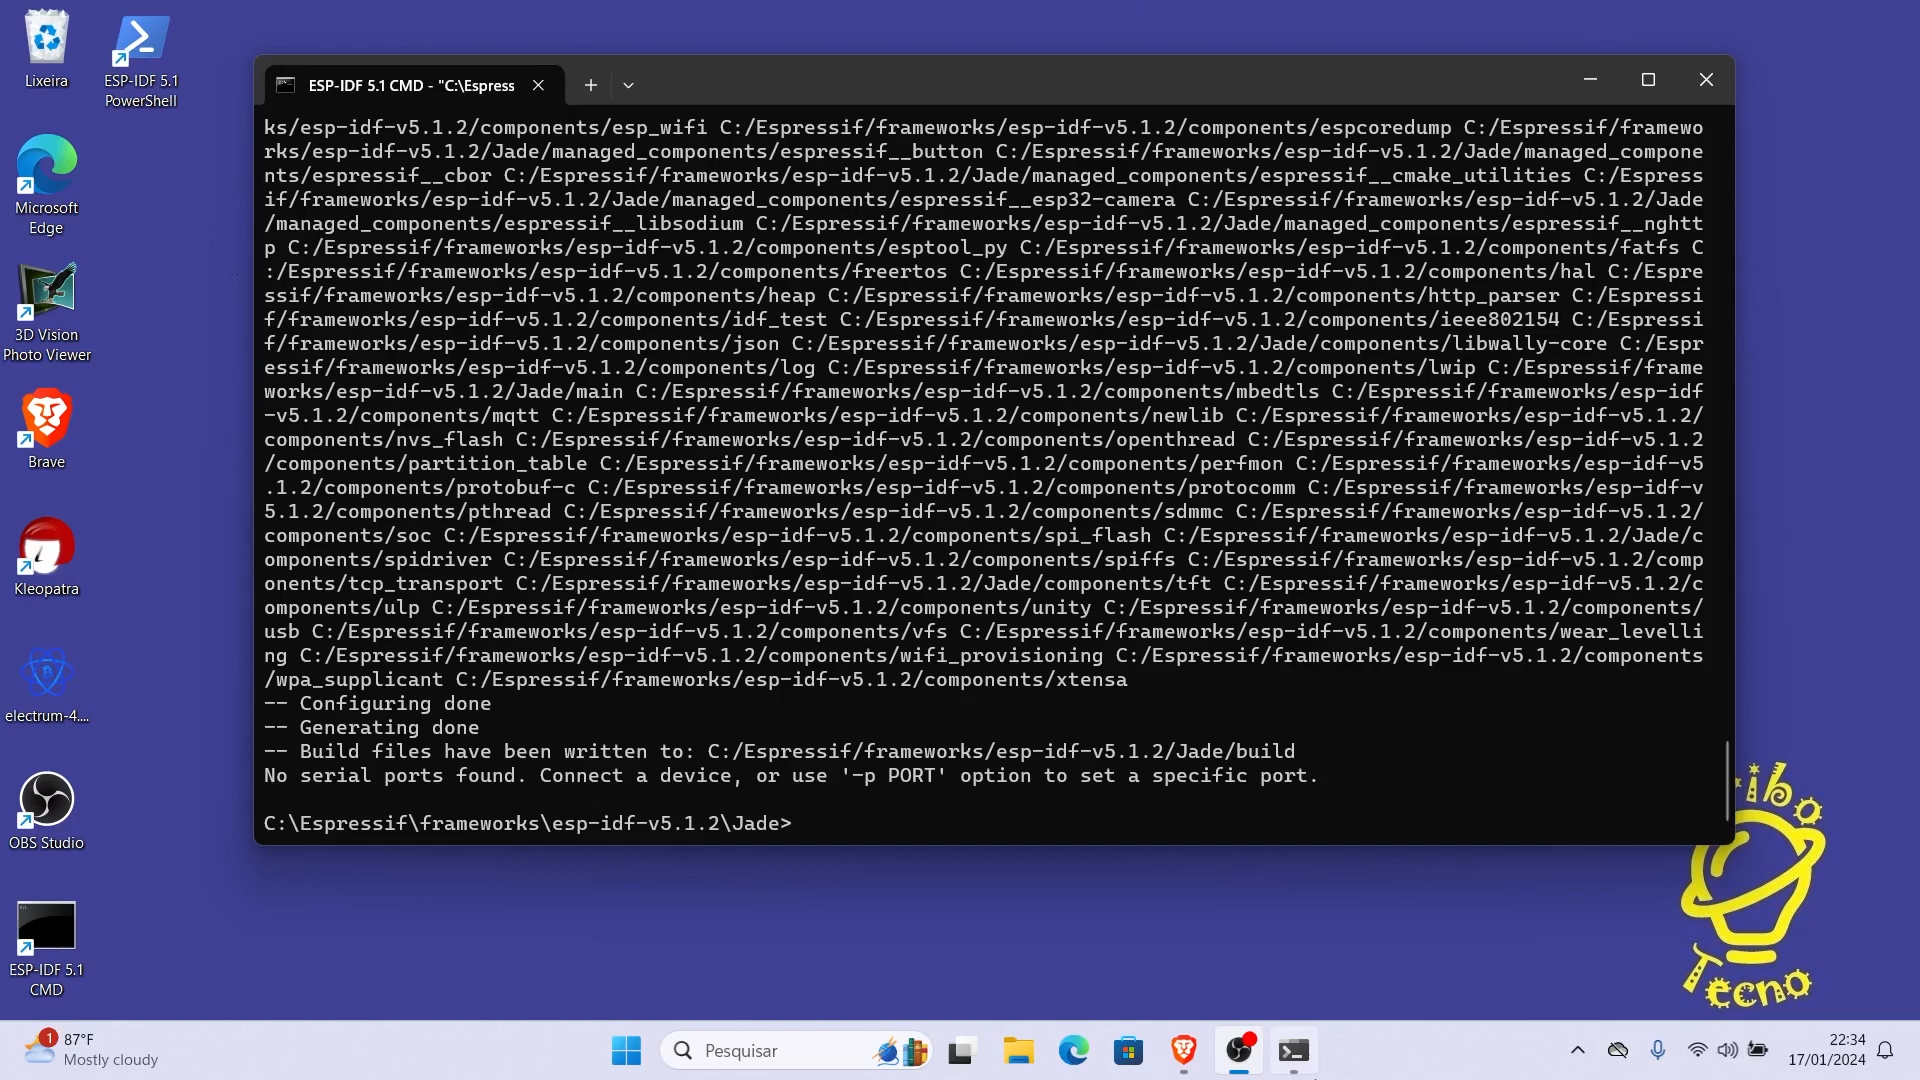 Lixeira
ESP-IDF 5.1
PowerShell
Microsoft
Edge
3D Vision
Photo Viewer
Brave
Kleopatra
electrum-4....
OBS Studio
ESP-IDF 5.1
CMD
ESP-IDF 5.1 CMD - "C:\Espress
ks/esp-idf-v5.1.2/components/esp_wifi C:/Espressif/frameworks/esp-idf-v5.1.2/components/espcoredump C:/Espressif/framewo
rks/esp-idf-v5.1.2/Jade/managed_components/espressif__button C:/Espressif/frameworks/esp-idf-v5.1.2/Jade/managed_compone
nts/espressif__cbor C:/Espressif/frameworks/esp-idf-v5.1.2/Jade/managed_components/espressif__cmake_utilities C:/Espress
if/frameworks/esp-idf-v5.1.2/Jade/managed_components/espressif__esp32-camera C:/Espressif/frameworks/esp-idf-v5.1.2/Jade
/managed_components/espressif__libsodium C:/Espressif/frameworks/esp-idf-v5.1.2/Jade/managed_components/espressif__nghtt
p C:/Espressif/frameworks/esp-idf-v5.1.2/components/esptool_py C:/Espressif/frameworks/esp-idf-v5.1.2/components/fatfs C
:/Espressif/frameworks/esp-idf-v5.1.2/components/freertos C:/Espressif/frameworks/esp-idf-v5.1.2/components/hal C:/Espre
ssif/frameworks/esp-idf-v5.1.2/components/heap C:/Espressif/frameworks/esp-idf-v5.1.2/components/http_parser C:/Espressi
f/frameworks/esp-idf-v5.1.2/components/idf_test C:/Espressif/frameworks/esp-idf-v5.1.2/components/ieee802154 C:/Espressi
f/frameworks/esp-idf-v5.1.2/components/json C:/Espressif/frameworks/esp-idf-v5.1.2/Jade/components/libwally-core C:/Espr
essif/frameworks/esp-idf-v5.1.2/components/log C:/Espressif/frameworks/esp-idf-v5.1.2/components/lwip C:/Espressif/frame
works/esp-idf-v5.1.2/Jade/main C:/Espressif/frameworks/esp-idf-v5.1.2/components/mbedtls C:/Espressif/frameworks/esp-idf
-v5.1.2/components/mqtt C:/Espressif/frameworks/esp-idf-v5.1.2/components/newlib C:/Espressif/frameworks/esp-idf-v5.1.2/
components/nvs_flash C:/Espressif/frameworks/esp-idf-v5.1.2/components/openthread C:/Espressif/frameworks/esp-idf-v5.1.2
/components/partition_table C:/Espressif/frameworks/esp-idf-v5.1.2/components/perfmon C:/Espressif/frameworks/esp-idf-v5
.1.2/components/protobuf-c C:/Espressif/frameworks/esp-idf-v5.1.2/components/protocomm C:/Espressif/frameworks/esp-idf-v
5.1.2/components/pthread C:/Espressif/frameworks/esp-idf-v5.1.2/components/sdmmc C:/Espressif/frameworks/esp-idf-v5.1.2/
components/soc C:/Espressif/frameworks/esp-idf-v5.1.2/components/spi_flash C:/Espressif/frameworks/esp-idf-v5.1.2/Jade/c
omponents/spidriver C:/Espressif/frameworks/esp-idf-v5.1.2/components/spiffs C:/Espressif/frameworks/esp-idf-v5.1.2/comp
onents/tcp_transport C:/Espressif/frameworks/esp-idf-v5.1.2/Jade/components/tft C:/Espressif/frameworks/esp-idf-v5.1.2/c
omponents/ulp C:/Espressif/frameworks/esp-idf-v5.1.2/components/unity C:/Espressif/frameworks/esp-idf-v5.1.2/components/
usb C:/Espressif/frameworks/esp-idf-v5.1.2/components/vfs C:/Espressif/frameworks/esp-idf-v5.1.2/components/wear_levelli
ng C:/Espressif/frameworks/esp-idf-v5.1.2/components/wifi_provisioning C:/Espressif/frameworks/esp-idf-v5.1.2/components
/wpa_supplicant C:/Espressif/frameworks/esp-idf-v5.1.2/components/xtensa
-- Configuring done
-- Generating done
-- Build files have been written to: C:/Espressif/frameworks/esp-idf-v5.1.2/Jade/build
No serial ports found. Connect a device, or use '-p PORT' option to set a specific port.
C:\Espressif\frameworks\esp-idf-v5.1.2\Jade>
ibo
Tecno
1
87°F
Mostly cloudy
Pesquisar
22:34
17/01/2024